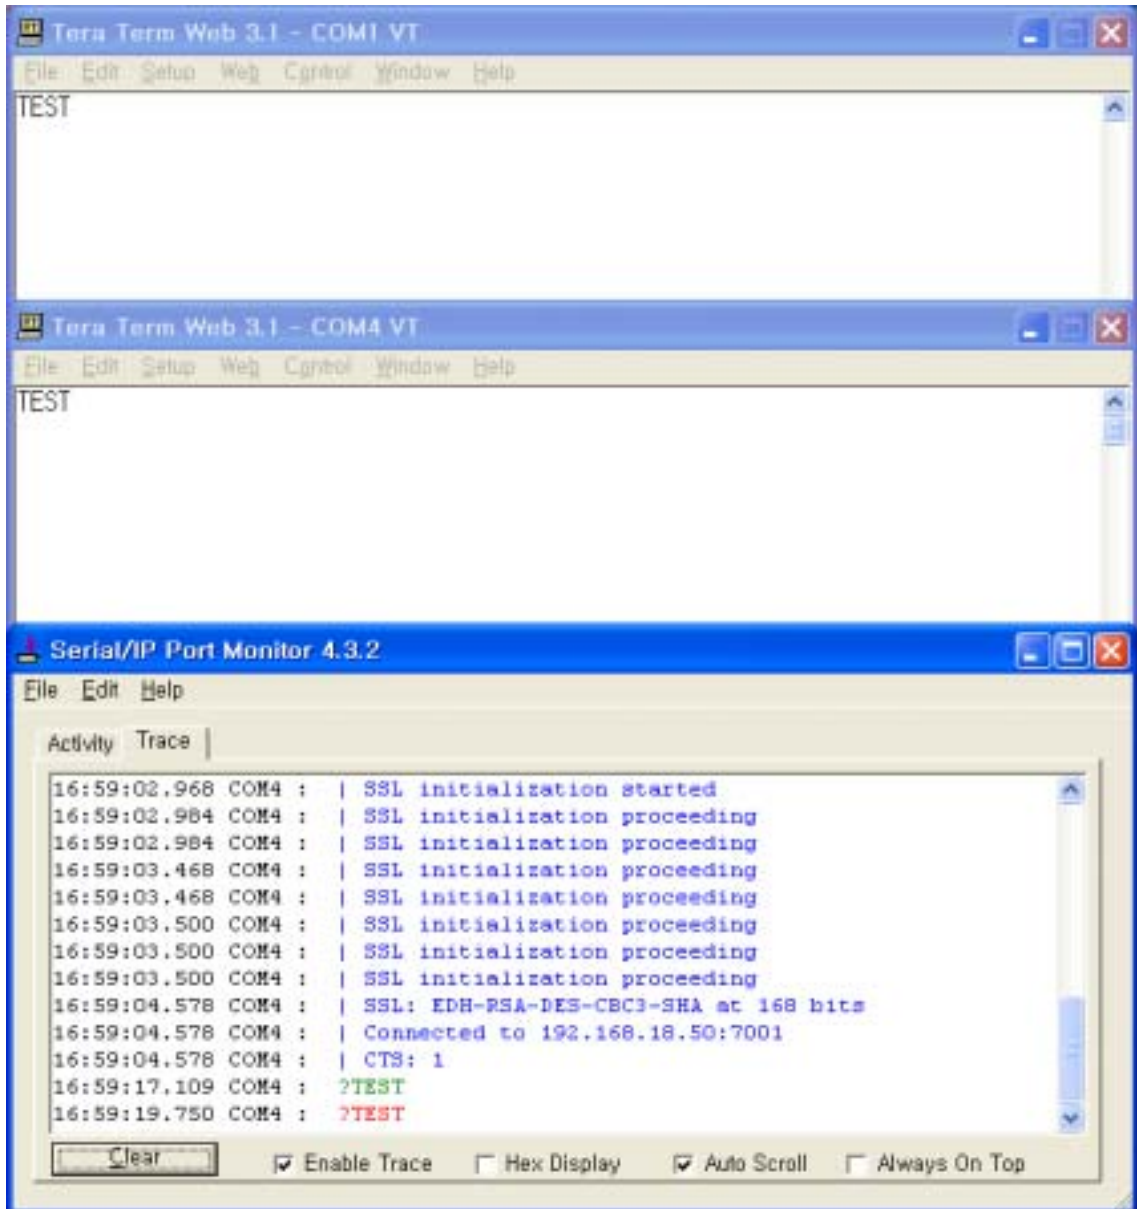 Tera Term Web 3.1 - COM1 VT
File Edit Setup Web Control Window Help
TEST
Tera Term Web 3.1 - COM4 VT
File Edit Setup Web Control Window Help
TEST
Serial/IP Port Monitor 4.3.2
File Edit Help
Activity Trace
16:59:02.968 COM4 : | SSL initialization started
16:59:02.984 COM4 : | SSL initialization proceeding
16:59:02.984 COM4 : | SSL initialization proceeding
16:59:03.468 COM4 : | SSL initialization proceeding
16:59:03.468 COM4 : | SSL initialization proceeding
16:59:03.500 COM4 : | SSL initialization proceeding
16:59:03.500 COM4 : | SSL initialization proceeding
16:59:03.500 COM4 : | SSL initialization proceeding
16:59:04.578 COM4 : | SSL: EDH-RSA-DES-CBC3-SHA at 168 bits
16:59:04.578 COM4 : | Connected to 192.168.18.50:7001
16:59:04.578 COM4 : | CTS: 1
16:59:17.109 COM4 : ?TEST
16:59:19.750 COM4 : ?TEST
Clear Enable Trace Hex Display Auto Scroll Always On Top